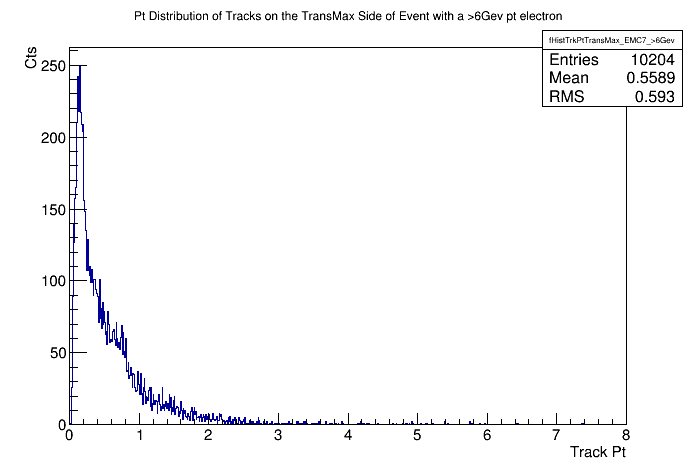 Pt Distribution of Tracks on the TransMax Side of Event with a >6Gev pt electron
fHistTrkPtTransMax_EMC7_>6Gev
Entries 10204
Mean 0.5589
RMS 0.593
Cts
250
200
150
100
50
0
0 1 2 3 4 5 6 7 8
Track Pt